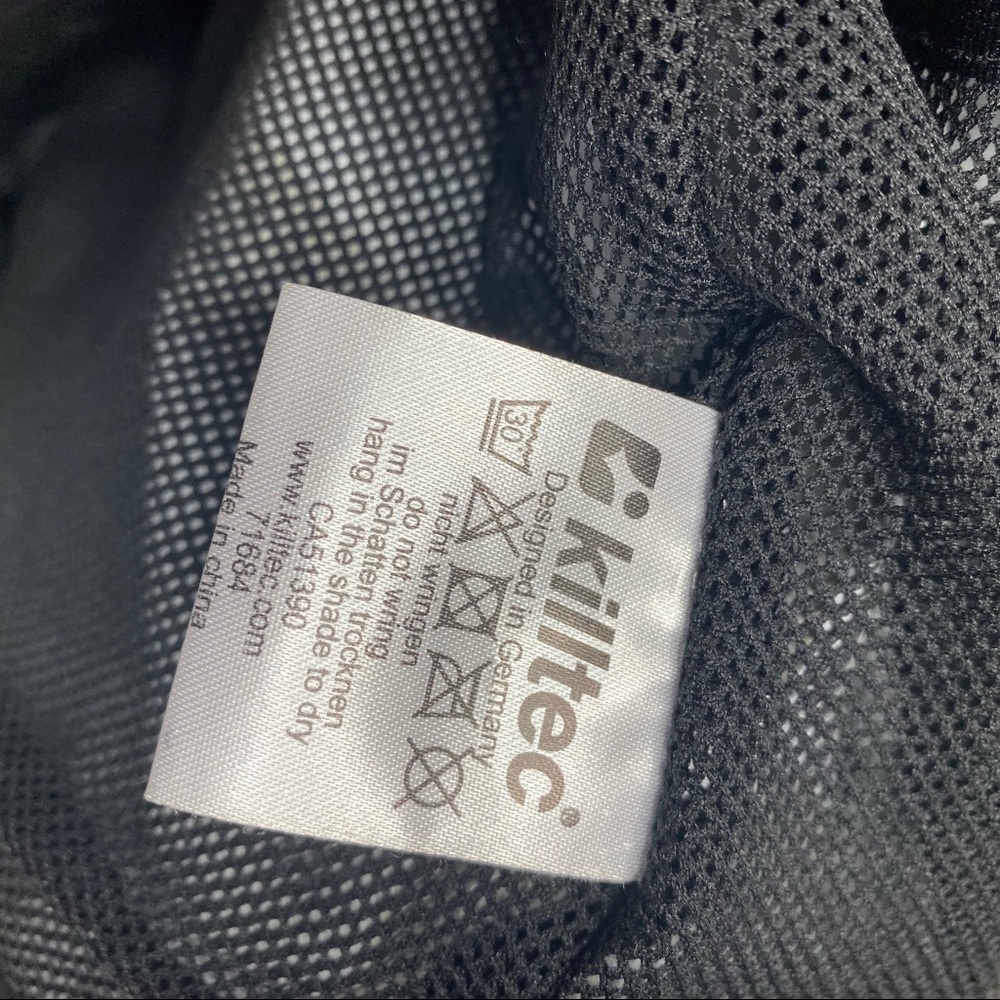 killtec®
Designed in Germany
30
nicht wringen
do not wring
im Schatten trocknen
hang in the shade to dry
CA51390
www.killtec.com
71684
Made in china